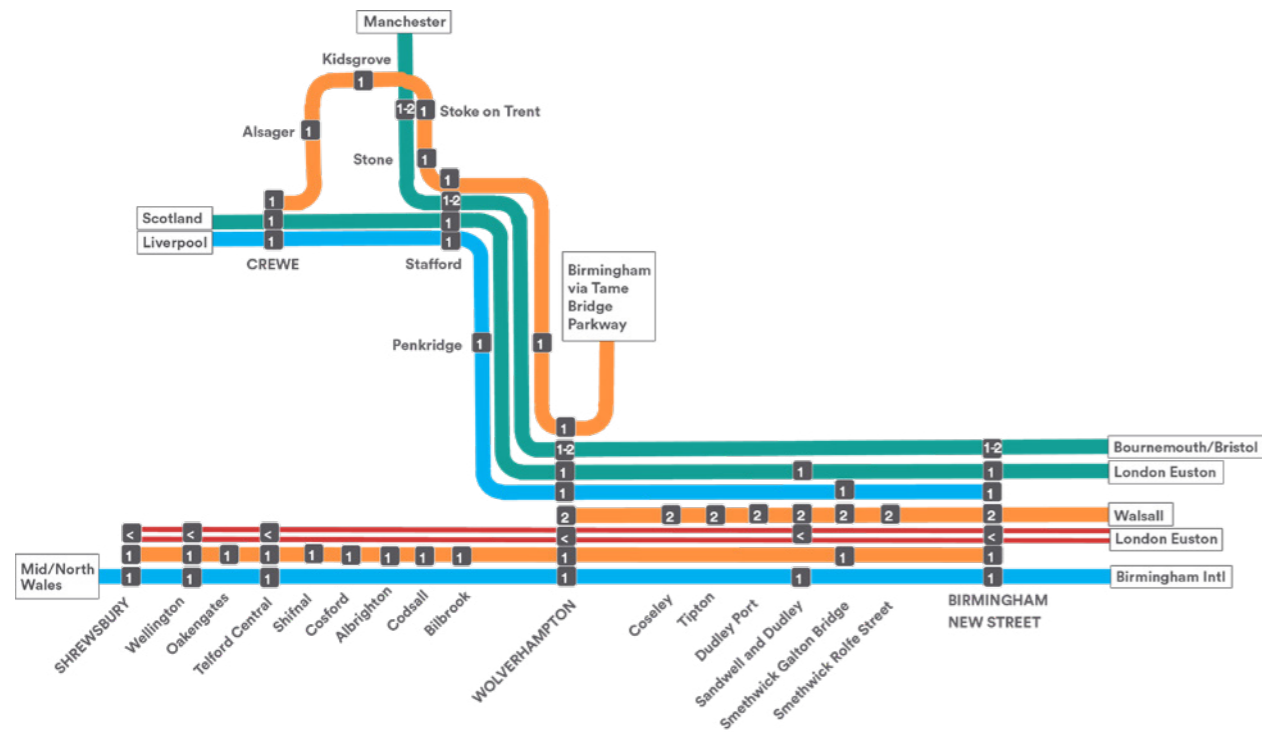 Manchester
Kidsgrove
1
1-2
1
Stoke on Trent
Alsager
1
Stone
1
1
1
1-2
Scotland
1
1
Liverpool
1
1
CREWE
Stafford
Birmingham
via Tame
Bridge
Parkway
Penkridge
1
1
1
1-2
1-2
Bournemouth/Bristol
1
1
1
London Euston
1
1
1
2
2
2
2
2
2
2
2
Walsall
<
<
<
<
<
<
London Euston
1
1
1
1
1
1
1
1
1
1
1
1
Mid/North
Wales
1
1
1
1
1
1
Birmingham Intl
SHREWSBURY
Wellington
Oakengates
Telford Central
Shifnal
Cosford
Albrighton
Codsall
Bilbrook
WOLVERHAMPTON
Coseley
Tipton
Dudley Port
Sandwell and Dudley
Smethwick Galton Bridge
Smethwick Rolfe Street
BIRMINGHAM
NEW STREET